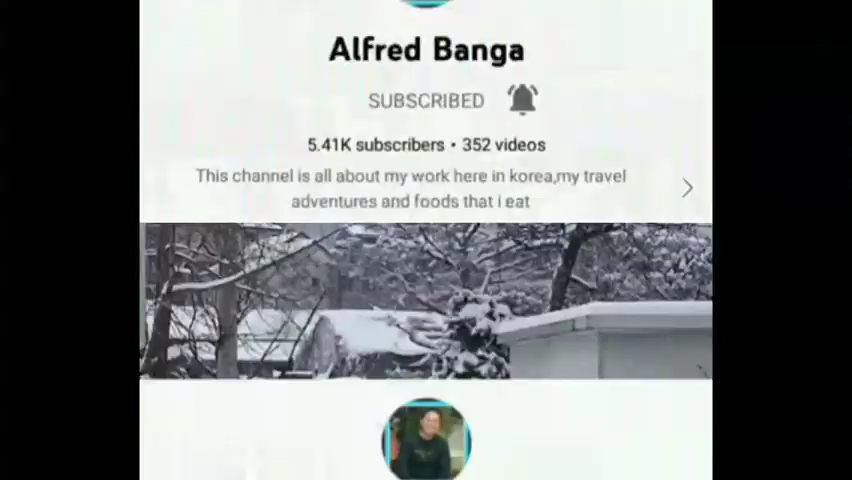 Alfred Banga
SUBSCRIBED
5.41K subscribers • 352 videos
This channel is all about my work here in korea,my travel
adventures and foods that i eat